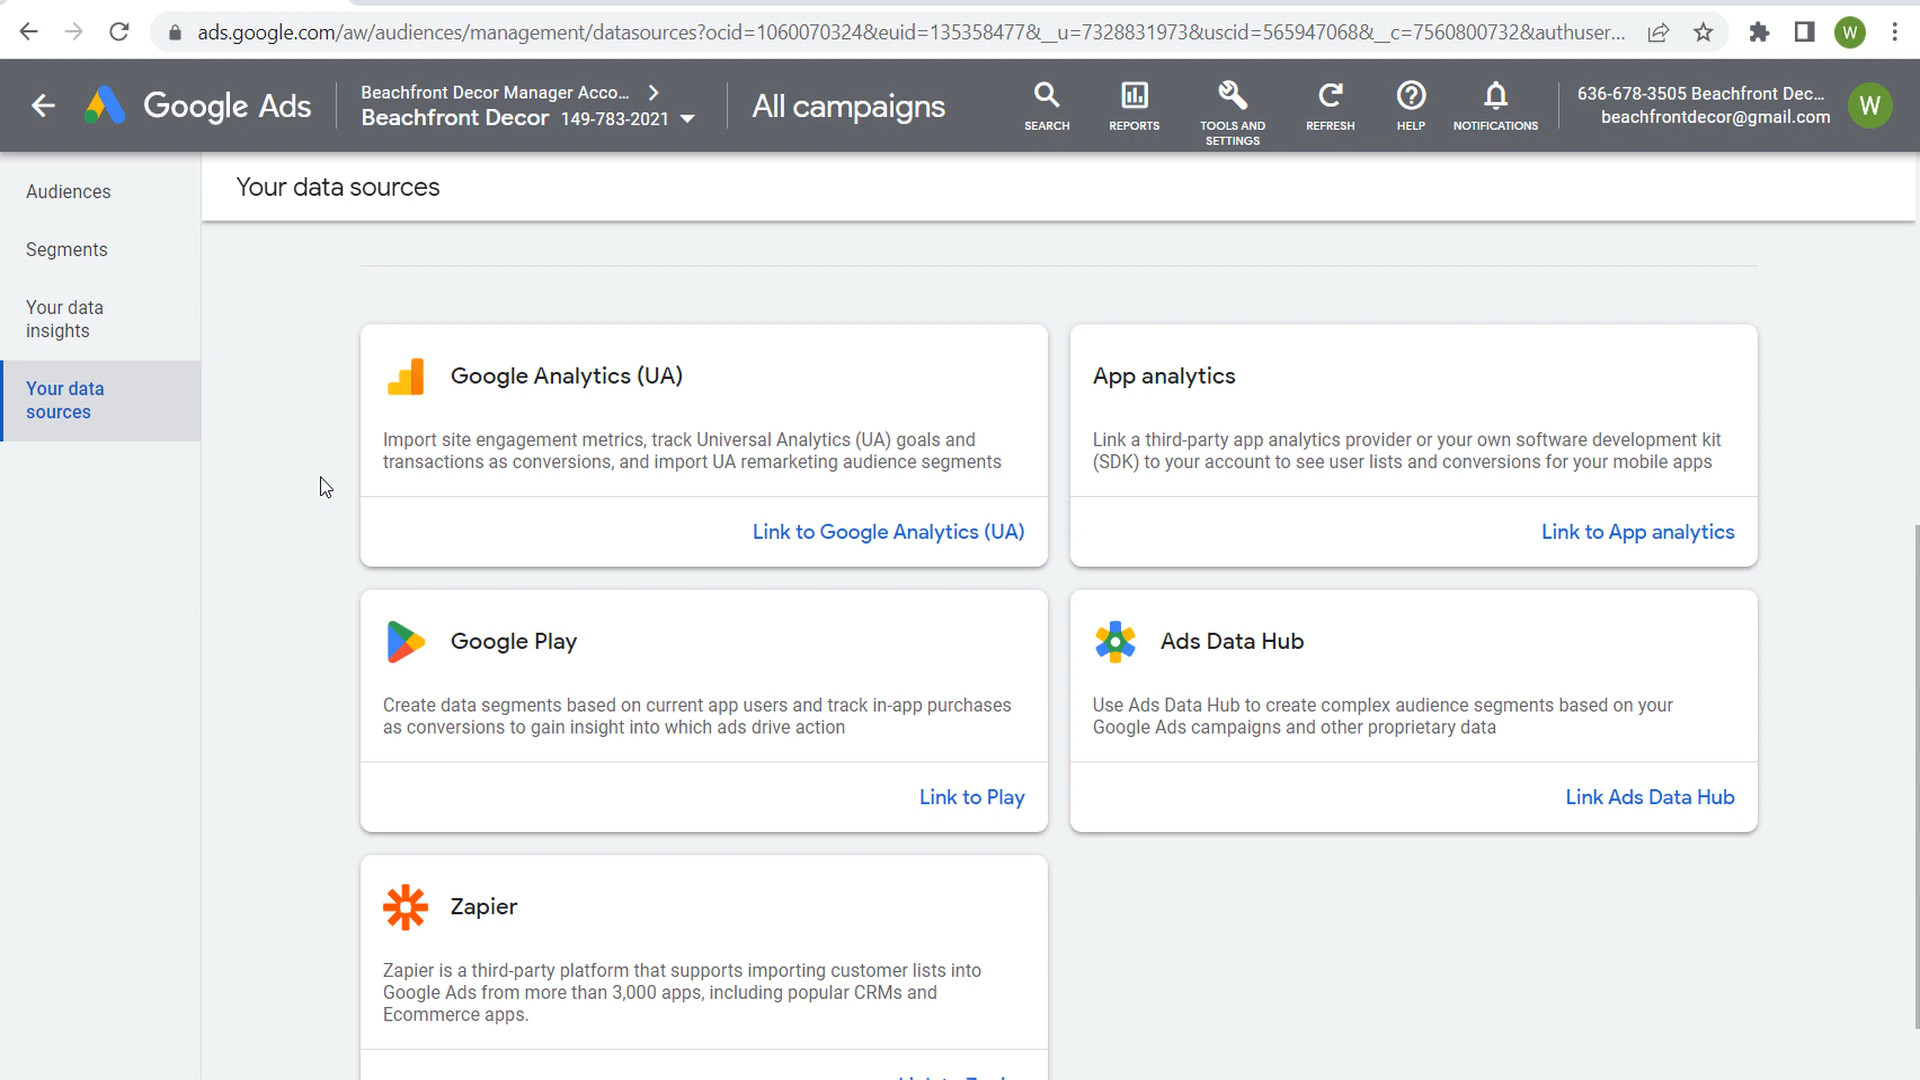 ads.google.com/aw/audiences/management/datasources?ocid=1060070324&euid=135358477&__u=7328831973&uscid=565947068&__c=7560800732&authuser...
W
Google Ads
Beachfront Decor Manager Acco...
Beachfront Decor 149-783-2021
All campaigns
SEARCH
REPORTS
TOOLS AND
SETTINGS
REFRESH
HELP
NOTIFICATIONS
636-678-3505 Beachfront Dec...
beachfrontdecor@gmail.com
W
Audiences
Segments
Your data
insights
Your data
sources
Your data sources
Google Analytics (UA)
Import site engagement metrics, track Universal Analytics (UA) goals and
transactions as conversions, and import UA remarketing audience segments
Link to Google Analytics (UA)
App analytics
Link a third-party app analytics provider or your own software development kit
(SDK) to your account to see user lists and conversions for your mobile apps
Link to App analytics
Google Play
Create data segments based on current app users and track in-app purchases
as conversions to gain insight into which ads drive action
Link to Play
Ads Data Hub
Use Ads Data Hub to create complex audience segments based on your
Google Ads campaigns and other proprietary data
Link Ads Data Hub
Zapier
Zapier is a third-party platform that supports importing customer lists into
Google Ads from more than 3,000 apps, including popular CRMs and
Ecommerce apps.